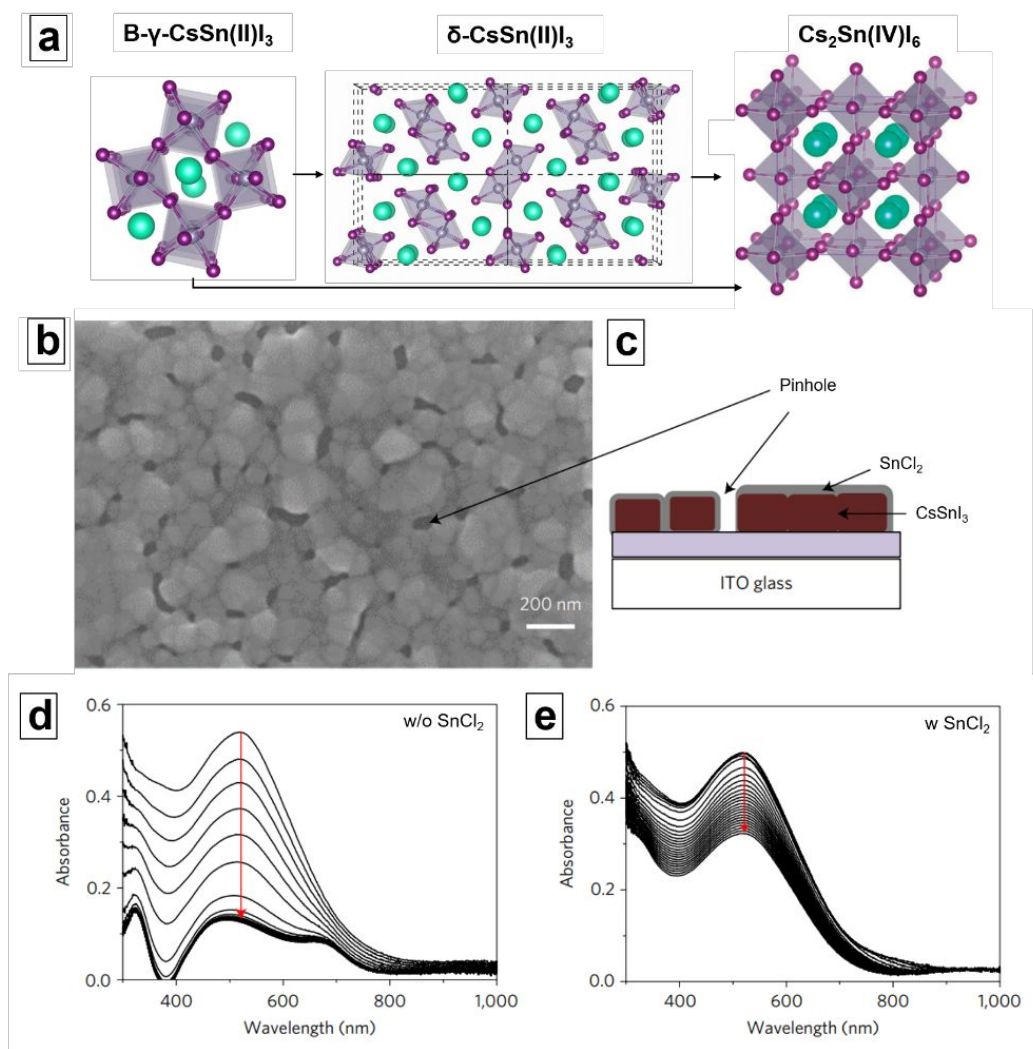 a
B-γ-CsSn(II)I₃
δ-CsSn(II)I₃
Cs₂Sn(IV)I₆
b
200 nm
c
Pinhole
SnCl₂
CsSnI₃
ITO glass
d
w/o SnCl₂
0.6
0.4
0.2
0.0
Absorbance
400
600
800
1,000
Wavelength (nm)
e
w SnCl₂
0.6
0.4
0.2
0.0
Absorbance
400
600
800
1,000
Wavelength (nm)